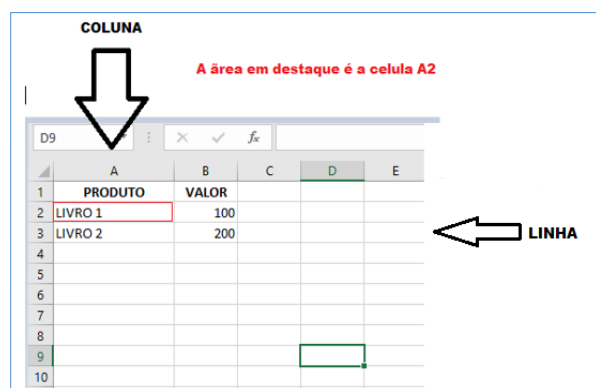 COLUNA
A ãrea em destaque é a celula A2
D9 fx
A B C D E
1 PRODUTO VALOR
2 LIVRO 1 100
3 LIVRO 2 200
LINHA
4
5
6
7
8
9
10